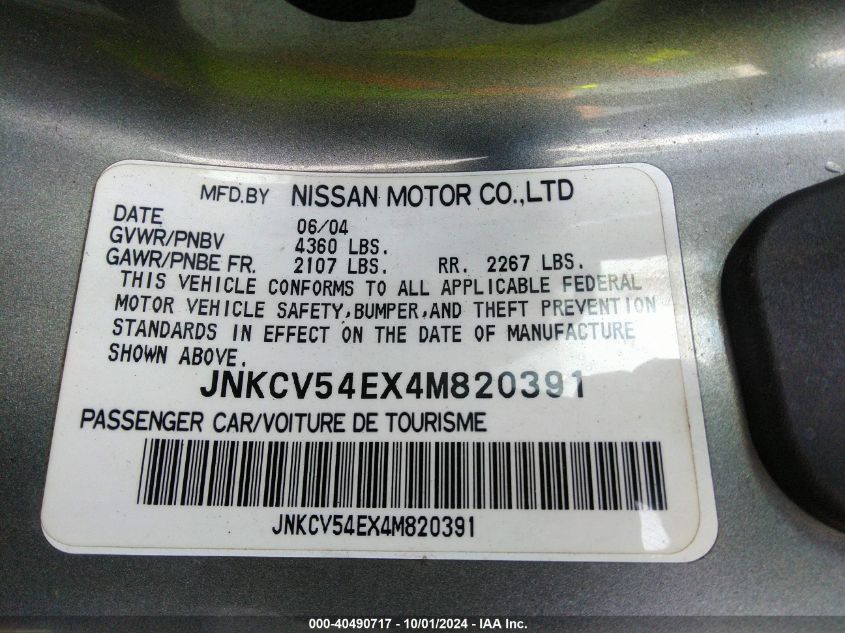 MFD.BY NISSAN MOTOR CO.,LTD
DATE 06/04
GVWR/PNBV 4360 LBS.
GAWR/PNBE FR. 2107 LBS. RR. 2267 LBS.
THIS VEHICLE CONFORMS TO ALL APPLICABLE FEDERAL
MOTOR VEHICLE SAFETY,BUMPER,AND THEFT PREVENTION
STANDARDS IN EFFECT ON THE DATE OF MANUFACTURE
SHOWN ABOVE.
JNKCV54EX4M820391
PASSENGER CAR/VOITURE DE TOURISME
JNKCV54EX4M820391
000-40490717 - 10/01/2024 - IAA Inc.